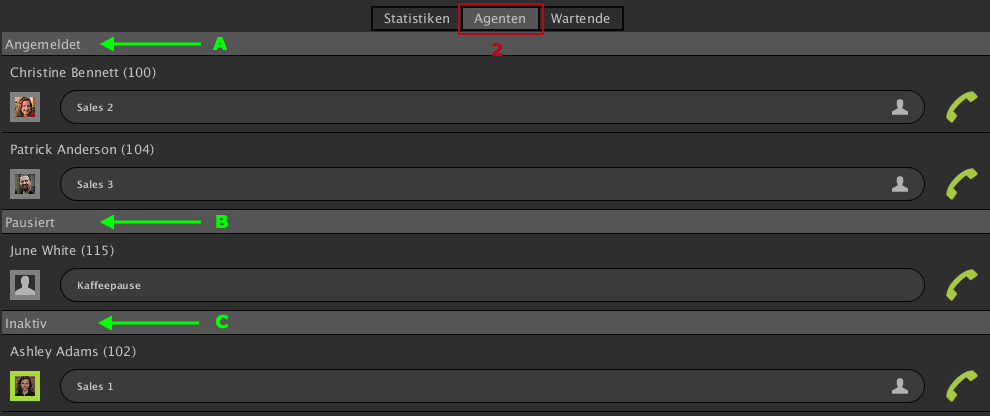 Statistiken Agenten Wartende
2
Angemeldet A
Christine Bennett (100)
Sales 2
Patrick Anderson (104)
Sales 3
Pausiert B
June White (115)
Kaffeepause
Inaktiv C
Ashley Adams (102)
Sales 1